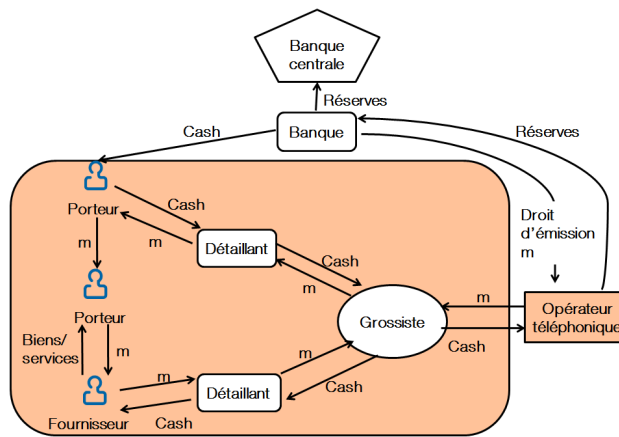 Banque
centrale
Réserves
Cash
Banque
Réserves
Cash
Porteur
m
m
Détaillant
Cash
m
Droit
d'émission
m
Porteur
Biens/
services
m
Grossiste
m
Opérateur
téléphonique
Cash
m
m
Détaillant
Cash
Cash
Fournisseur